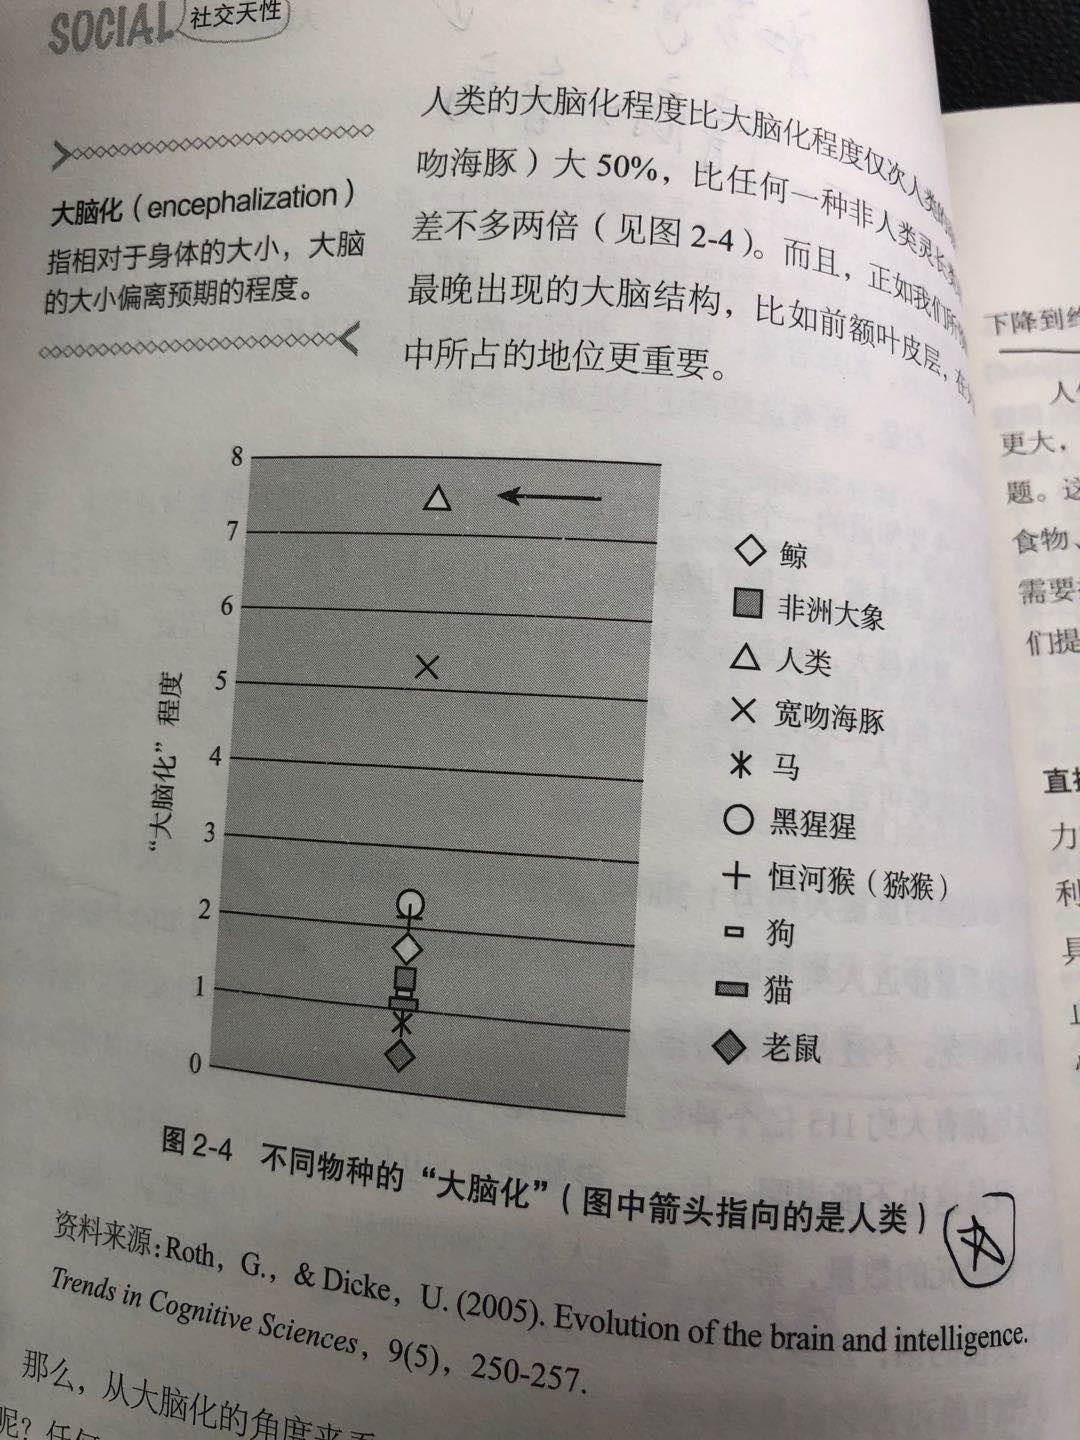 SOCIAL 社交天性
大脑化（encephalization）
指相对于身体的大小，大脑
的大小偏离预期的程度。
人类的大脑化程度比大脑化程度仅次人类的
吻海豚）大 50%，比任何一种非人类灵长类
差不多两倍（见图 2-4）。而且，正如我们所
最晚出现的大脑结构，比如前额叶皮层，在
中所占的地位更重要。
“大脑化”程度
8
7
6
5
4
3
2
1
0
鲸
非洲大象
人类
宽吻海豚
马
黑猩猩
恒河猴（猕猴）
狗
猫
老鼠
图 2-4 不同物种的“大脑化”（图中箭头指向的是人类）
资料来源:Roth，G.，& Dicke，U. (2005). Evolution of the brain and intelligence.
Trends in Cognitive Sciences，9(5)，250-257.
那么，从大脑化的角度来看
呢？任何
下降到
人
更大，
题。这
食物、
需要
们提
直
力
利